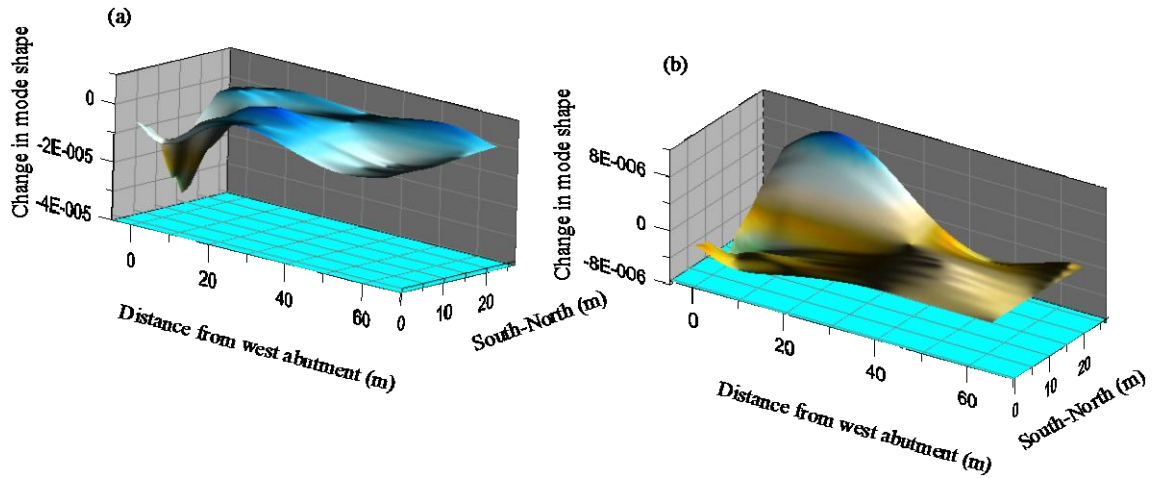 (a)
Change in mode shape
0
-2E-005
-4E-005
0
20
40
60
0
10
20
Distance from west abutment (m)
South-North (m)
(b)
Change in mode shape
8E-006
0
-8E-006
0
20
40
60
0
10
20
Distance from west abutment (m)
South-North (m)